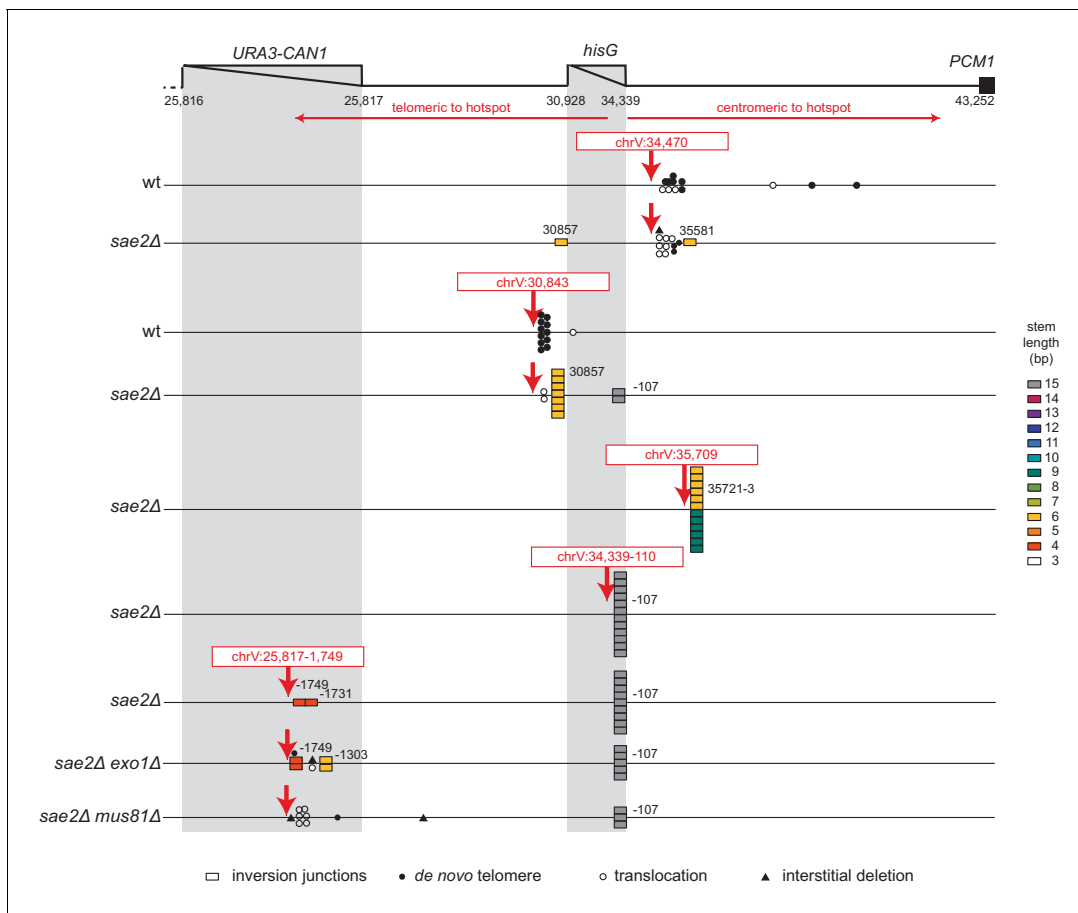 URA3-CAN1 hisG PCM1
25,816 25,817 30,928 34,339 43,252
telomeric to hotspot centromeric to hotspot
chrV:34,470
wt
sae2Δ 30857 35581
chrV:30,843
wt
sae2Δ 30857 -107
chrV:35,709
sae2Δ 35721-3
chrV:34,339-110
sae2Δ -107
chrV:25,817-1,749
sae2Δ -1749 -1731 -107
sae2Δ exo1Δ -1749 -1303 -107
sae2Δ mus81Δ -107
stem
length
(bp)
15
14
13
12
11
10
9
8
7
6
5
4
3
inversion junctions de novo telomere translocation interstitial deletion